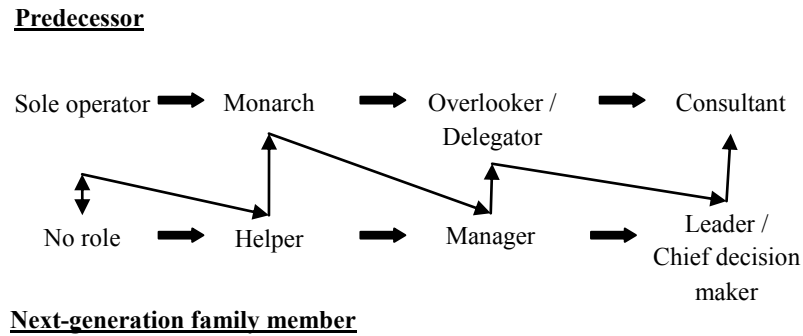 Predecessor
Sole operator Monarch Overlooker / Consultant
Delegator
No role Helper Manager Leader /
Chief decision
maker
Next-generation family member